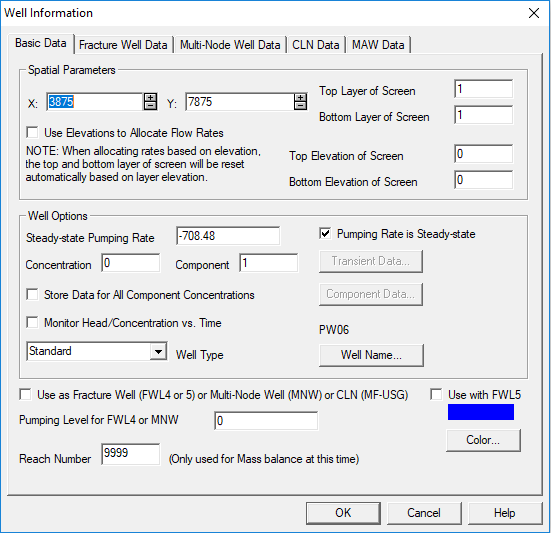 Well Information
Basic Data Fracture Well Data Multi-Node Well Data CLN Data MAW Data
Spatial Parameters
X: 3875 Y: 7875
Top Layer of Screen 1
Bottom Layer of Screen 1
Use Elevations to Allocate Flow Rates
NOTE: When allocating rates based on elevation,
the top and bottom layer of screen will be reset
automatically based on layer elevation.
Top Elevation of Screen 0
Bottom Elevation of Screen 0
Well Options
Steady-state Pumping Rate -708.48
Pumping Rate is Steady-state
Concentration 0 Component 1
Transient Data...
Store Data for All Component Concentrations
Component Data...
Monitor Head/Concentration vs. Time
PW06
Standard Well Type
Well Name...
Use as Fracture Well (FWL4 or 5) or Multi-Node Well (MNW) or CLN (MF-USG)
Use with FWL5
Pumping Level for FWL4 or MNW 0
Color...
Reach Number 9999 (Only used for Mass balance at this time)
OK Cancel Help